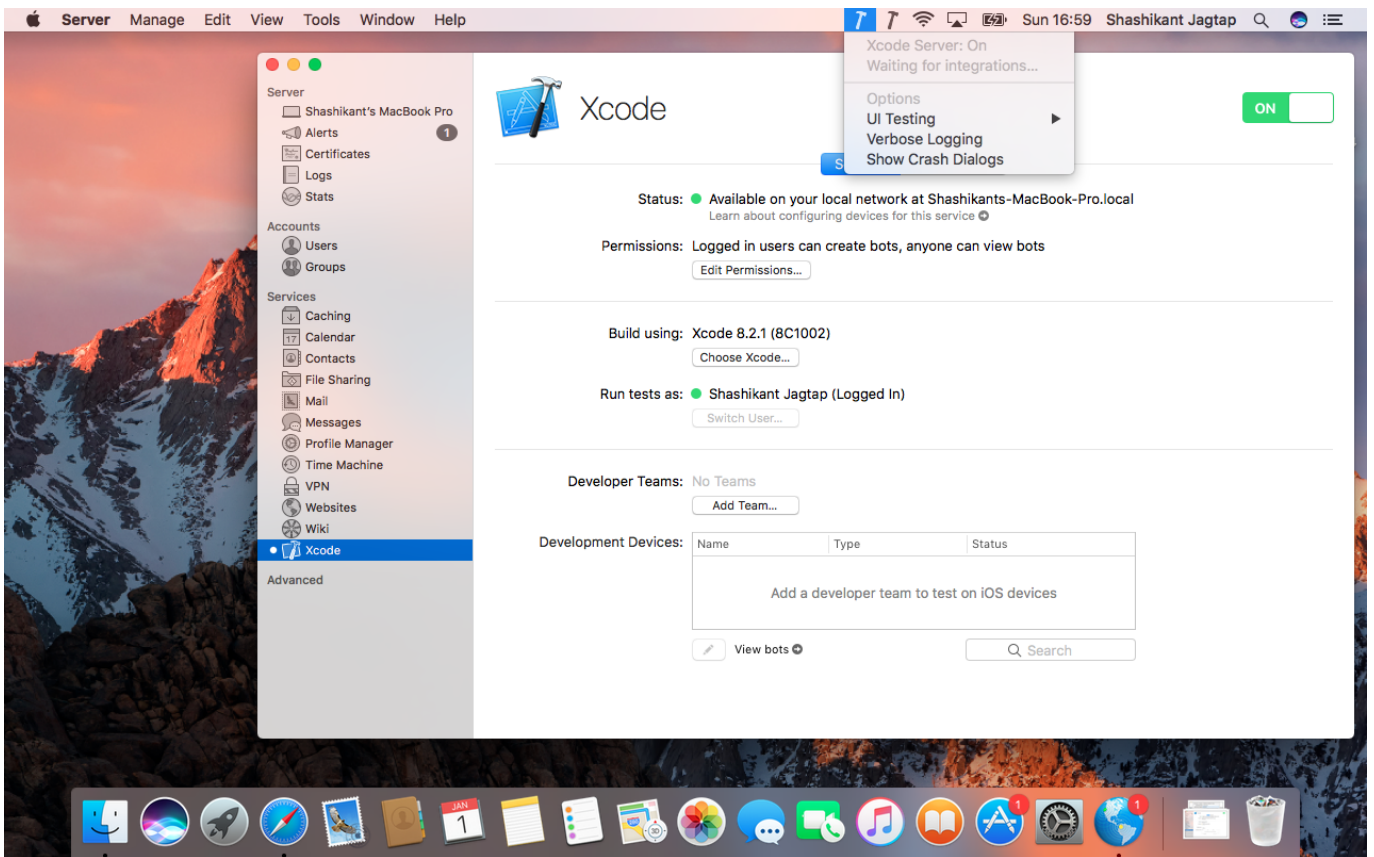 Server Manage Edit View Tools Window Help Sun 16:59 Shashikant Jagtap
Xcode Server: On
Waiting for integrations...
Options
UI Testing
Verbose Logging
Show Crash Dialogs
Server
Shashikant's MacBook Pro
Alerts 1
Certificates
Logs
Stats
Accounts
Users
Groups
Services
Caching
17 Calendar
Contacts
File Sharing
Mail
Messages
Profile Manager
Time Machine
VPN
Websites
Wiki
Xcode
Advanced
Xcode
ON
S
Status: Available on your local network at Shashikants-MacBook-Pro.local
Learn about configuring devices for this service
Permissions: Logged in users can create bots, anyone can view bots
Edit Permissions...
Build using: Xcode 8.2.1 (8C1002)
Choose Xcode...
Run tests as: Shashikant Jagtap (Logged In)
Switch User...
Developer Teams: No Teams
Add Team...
Development Devices: Name Type Status
Add a developer team to test on iOS devices
View bots Search
JAN
1
3D
1
1